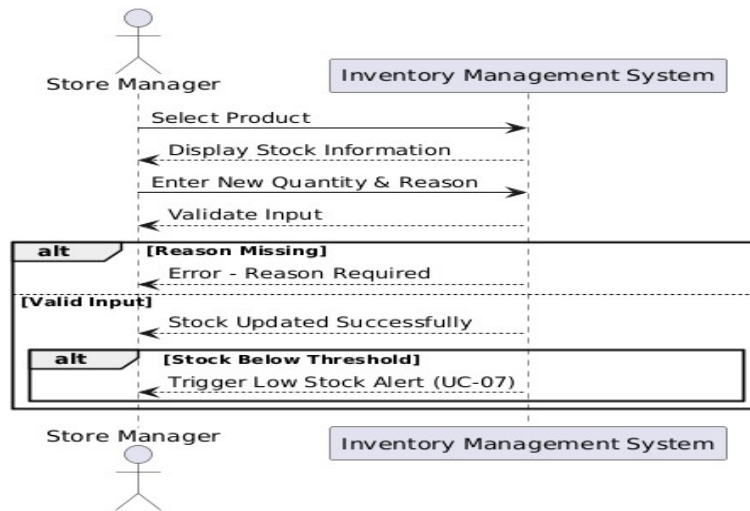 Store Manager
Inventory Management System
Select Product
Display Stock Information
Enter New Quantity & Reason
Validate Input
alt [Reason Missing]
Error - Reason Required
[Valid Input]
Stock Updated Successfully
alt [Stock Below Threshold]
Trigger Low Stock Alert (UC-07)
Store Manager
Inventory Management System